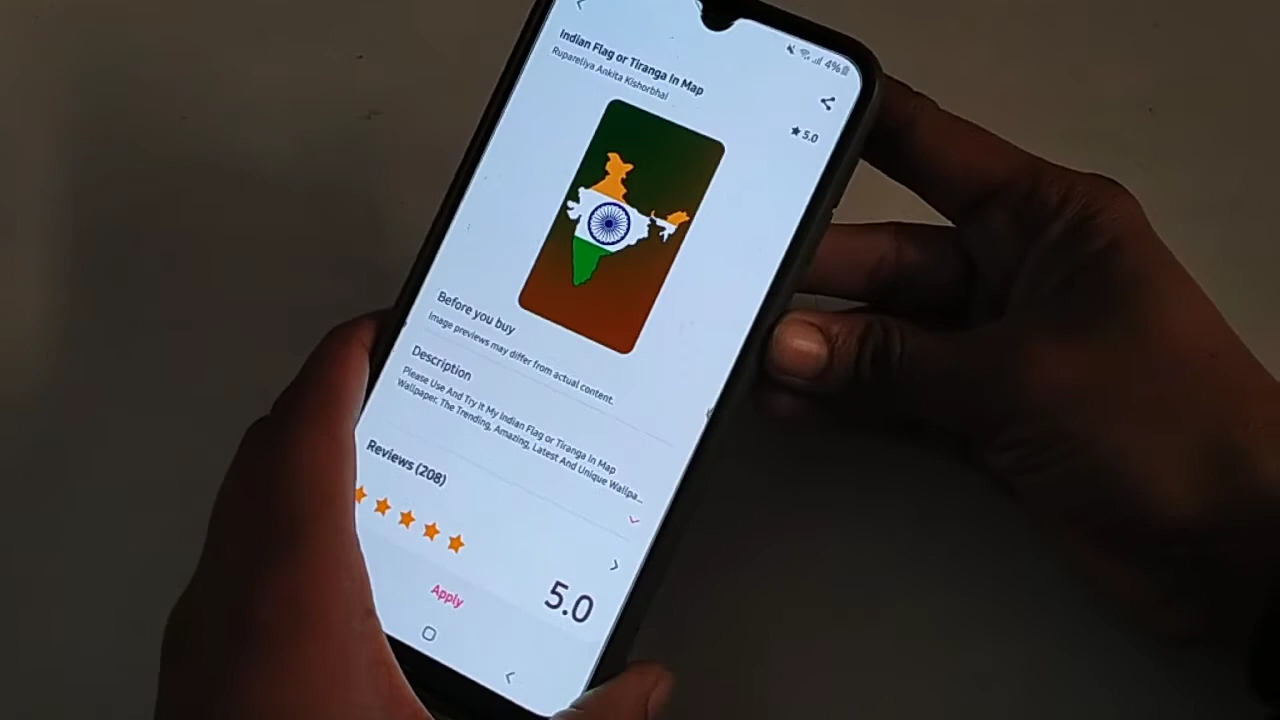 4%
Indian Flag or Tiranga In Map
Rupareliya Ankita Kishorbhai
★ 5.0
Before you buy
Image previews may differ from actual content.
Description
Please Use And Try It My Indian Flag or Tiranga In Map
Wallpaper, The Trending, Amazing, Latest And Unique Wallpa...
Reviews (208)
5.0
Apply